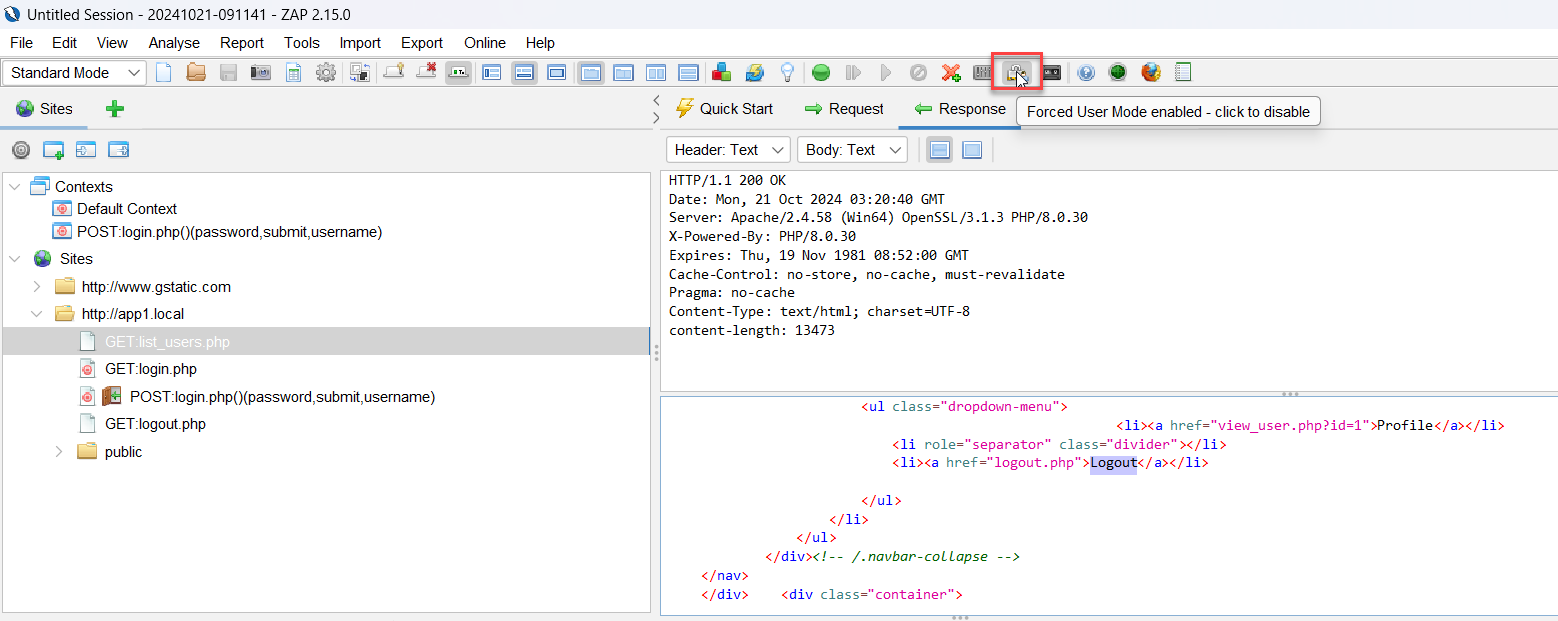 Untitled Session - 20241021-091141 - ZAP 2.15.0
File Edit View Analyse Report Tools Import Export Online Help
Standard Mode
Sites
Quick Start Request Response
Forced User Mode enabled - click to disable
Header: Text Body: Text
Contexts
Default Context
POST:login.php()(password,submit,username)
Sites
http://www.gstatic.com
http://app1.local
GET:list_users.php
GET:login.php
POST:login.php()(password,submit,username)
GET:logout.php
public
HTTP/1.1 200 OK
Date: Mon, 21 Oct 2024 03:20:40 GMT
Server: Apache/2.4.58 (Win64) OpenSSL/3.1.3 PHP/8.0.30
X-Powered-By: PHP/8.0.30
Expires: Thu, 19 Nov 1981 08:52:00 GMT
Cache-Control: no-store, no-cache, must-revalidate
Pragma: no-cache
Content-Type: text/html; charset=UTF-8
content-length: 13473
<ul class="dropdown-menu">
<li><a href="view_user.php?id=1">Profile</a></li>
<li role="separator" class="divider"></li>
<li><a href="logout.php">Logout</a></li>
</ul>
</li>
</ul>
</div><!-- /.navbar-collapse -->
</nav>
</div> <div class="container">